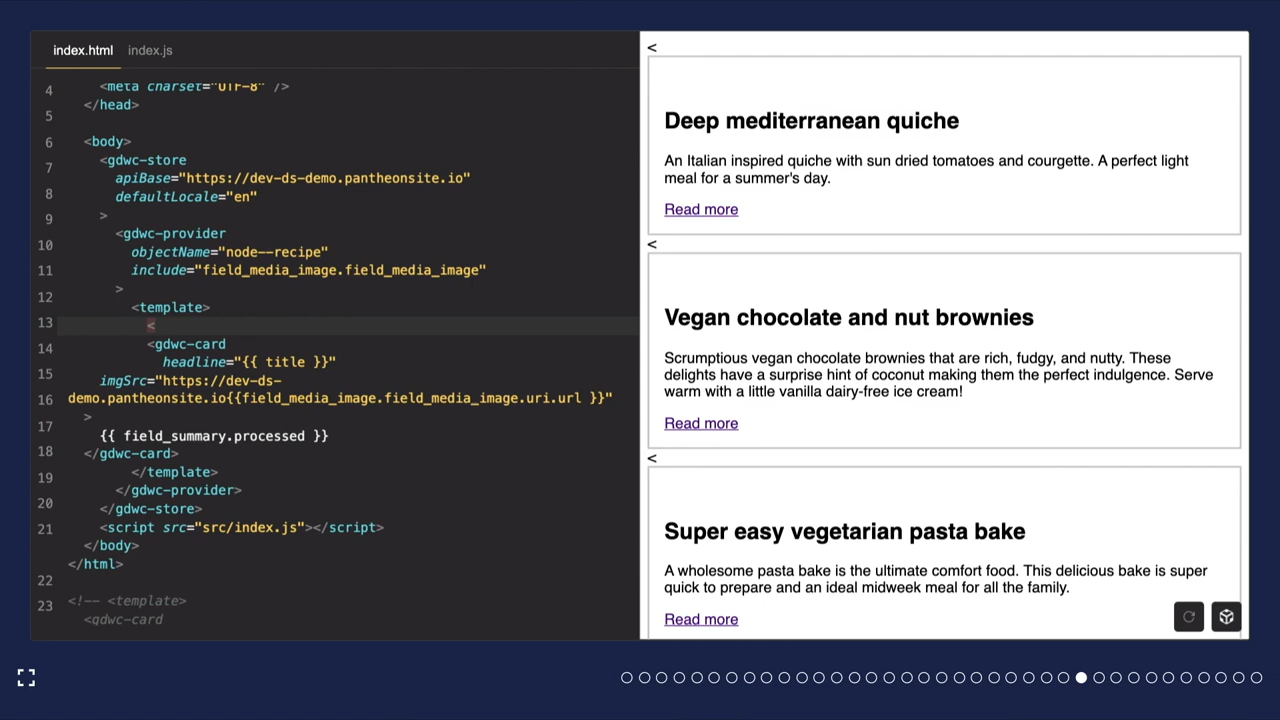 index.html index.js
4 <meta charset="UTF-8" />
</head>
5
6 <body>
7 <gdwc-store
8 apiBase="https://dev-ds-demo.pantheonsite.io"
defaultLocale="en"
9 >
10 <gdwc-provider
objectName="node--recipe"
11 include="field_media_image.field_media_image"
12 >
<template>
13 <
14 <gdwc-card
headline="{{ title }}"
15 imgSrc="https://dev-ds-
16 demo.pantheonsite.io{{field_media_image.field_media_image.uri.url }}"
17 >
{{ field_summary.processed }}
18 </gdwc-card>
19 </template>
</gdwc-provider>
20 </gdwc-store>
21 <script src="src/index.js"></script>
</body>
</html>
22
23 <!-- <template>
<gdwc-card
<
Deep mediterranean quiche
An Italian inspired quiche with sun dried tomatoes and courgette. A perfect light
meal for a summer's day.
Read more
<
Vegan chocolate and nut brownies
Scrumptious vegan chocolate brownies that are rich, fudgy, and nutty. These
delights have a surprise hint of coconut making them the perfect indulgence. Serve
warm with a little vanilla dairy-free ice cream!
Read more
<
Super easy vegetarian pasta bake
A wholesome pasta bake is the ultimate comfort food. This delicious bake is super
quick to prepare and an ideal midweek meal for all the family.
Read more